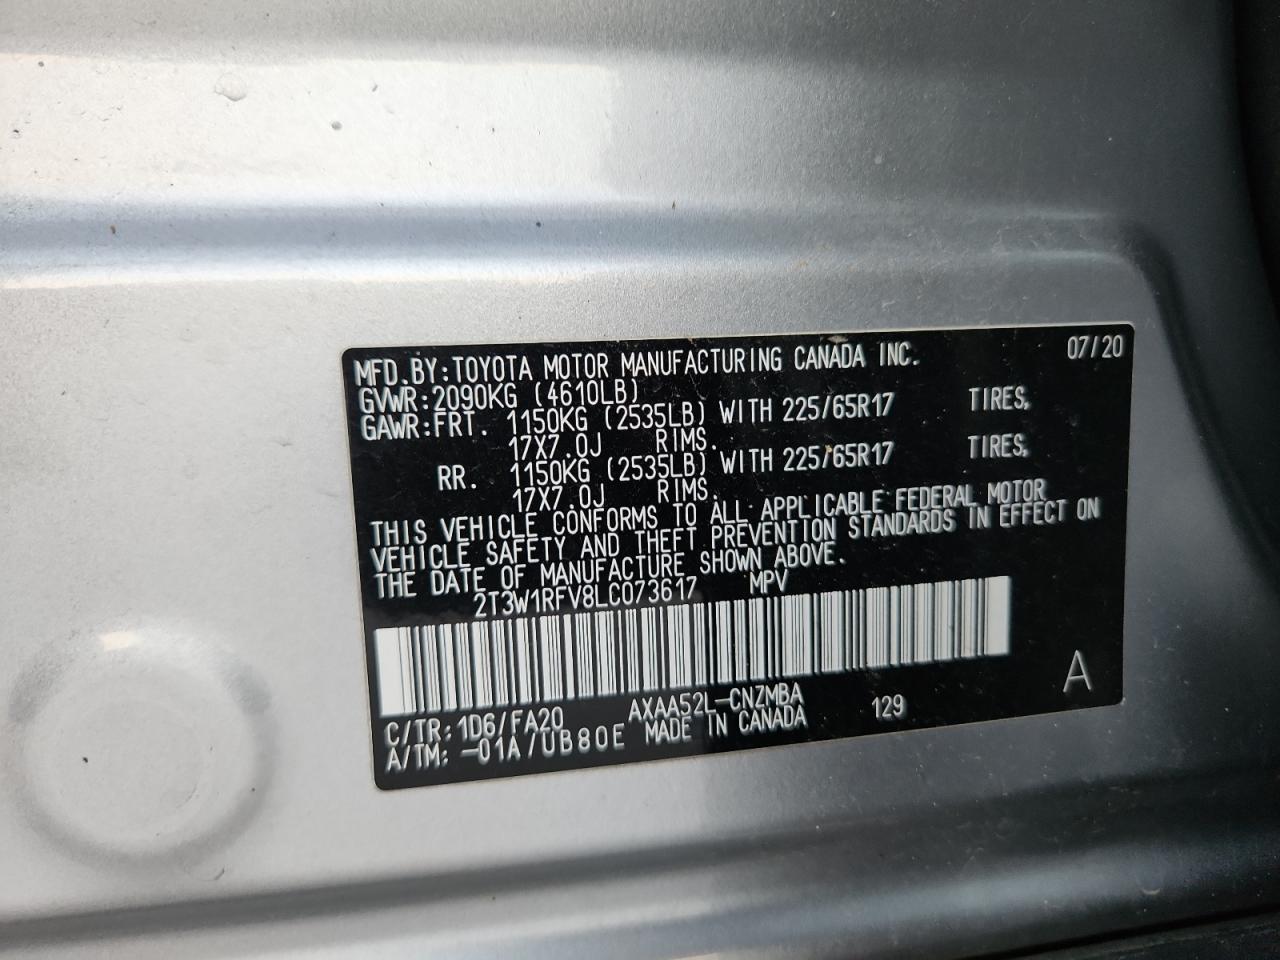 MFD.BY:TOYOTA MOTOR MANUFACTURING CANADA INC. 07/20
GVWR:2090KG (4610LB)
GAWR:FRT. 1150KG (2535LB) WITH 225/65R17 TIRES,
17X7.0J RIMS.
RR. 1150KG (2535LB) WITH 225/65R17 TIRES,
17X7.0J RIMS.
THIS VEHICLE CONFORMS TO ALL APPLICABLE FEDERAL MOTOR
VEHICLE SAFETY AND THEFT PREVENTION STANDARDS IN EFFECT ON
THE DATE OF MANUFACTURE SHOWN ABOVE.
2T3W1RFV8LC073617 MPV
C/TR:1D6/FA20 AXAA52L-CNZMBA 129 A
A/TM:-01A/UB80E MADE IN CANADA